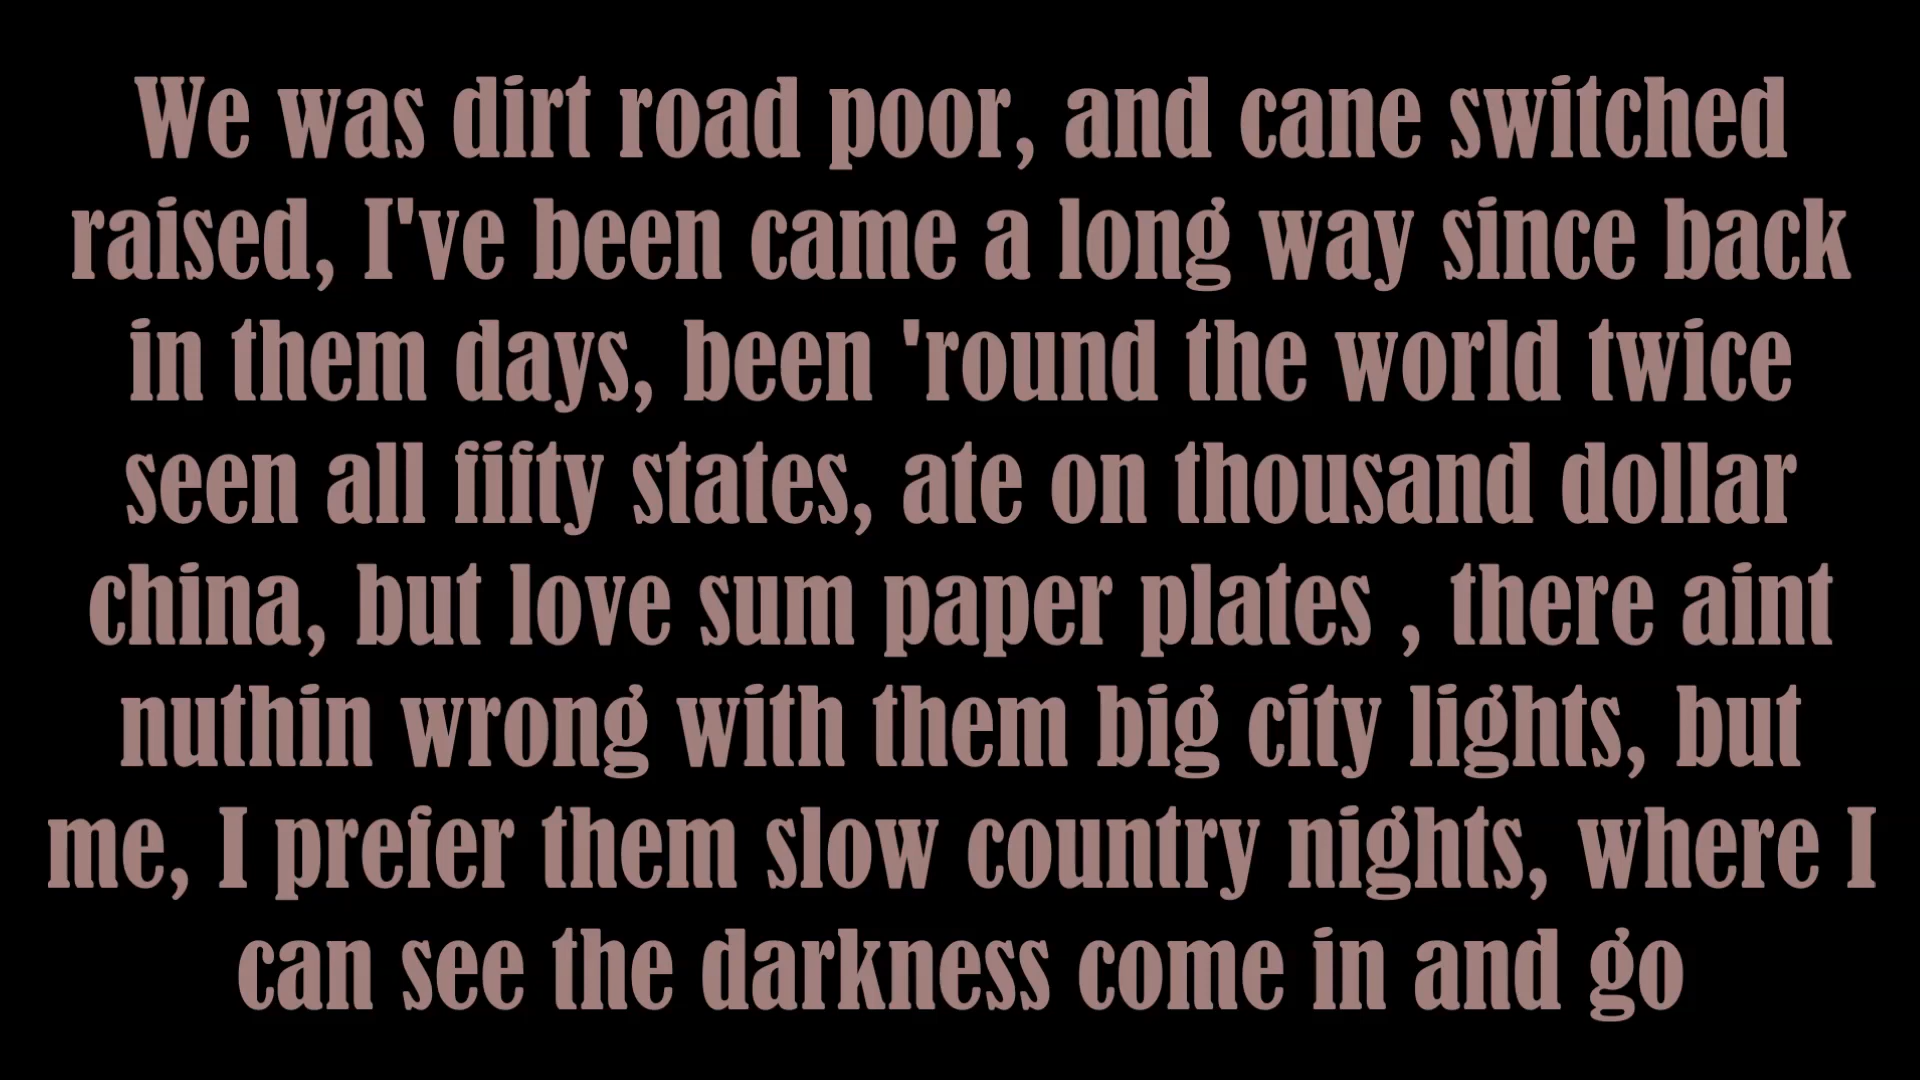 We was dirt road poor, and cane switched
raised, I've been came a long way since back
in them days, been 'round the world twice
seen all fifty states, ate on thousand dollar
china, but love sum paper plates , there aint
nuthin wrong with them big city lights, but
me, I prefer them slow country nights, where I
can see the darkness come in and go